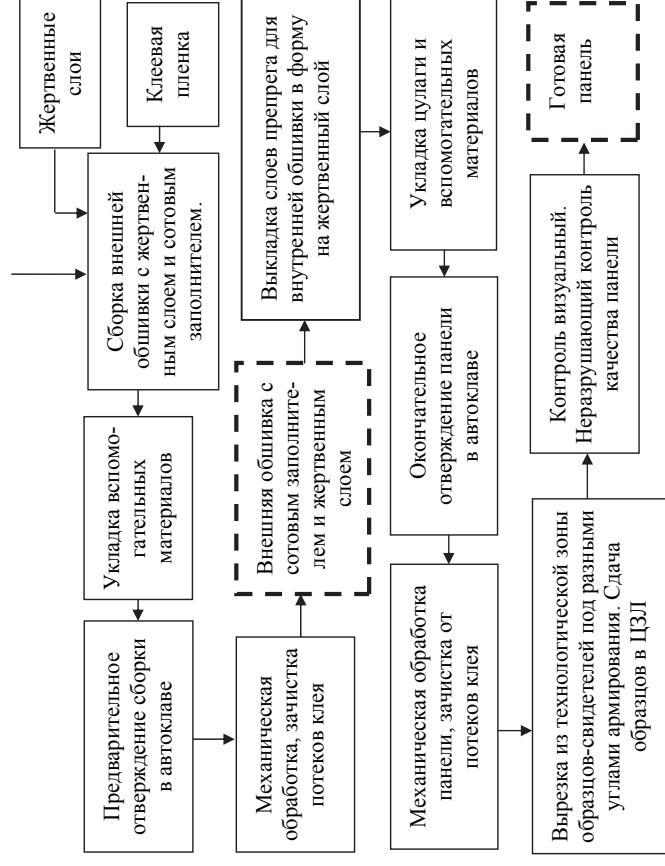 Жертвенные
слои
Клеевая
пленка
Сборка внешней
обшивки с жертвен-
ным слоем и сотовым
заполнителем.
Укладка вспомо-
гательных
материалов
Предварительное
отверждение сборки
в автоклаве
Механическая
обработка, зачистка
потеков клея
Внешняя обшивка с
сотовым заполните-
лем и жертвенным
слоем
Выкладка слоев препрега для
внутренней обшивки в форму
на жертвенный слой
Укладка цулаги и
вспомогательных
материалов
Окончательное
отверждение панели
в автоклаве
Механическая обработка
панели, зачистка от
потеков клея
Вырезка из технологической зоны
образцов-свидетелей под разными
углами армирования. Сдача
образцов в ЦЗЛ
Контроль визуальный.
Неразрушающий контроль
качества панели
Готовая
панель